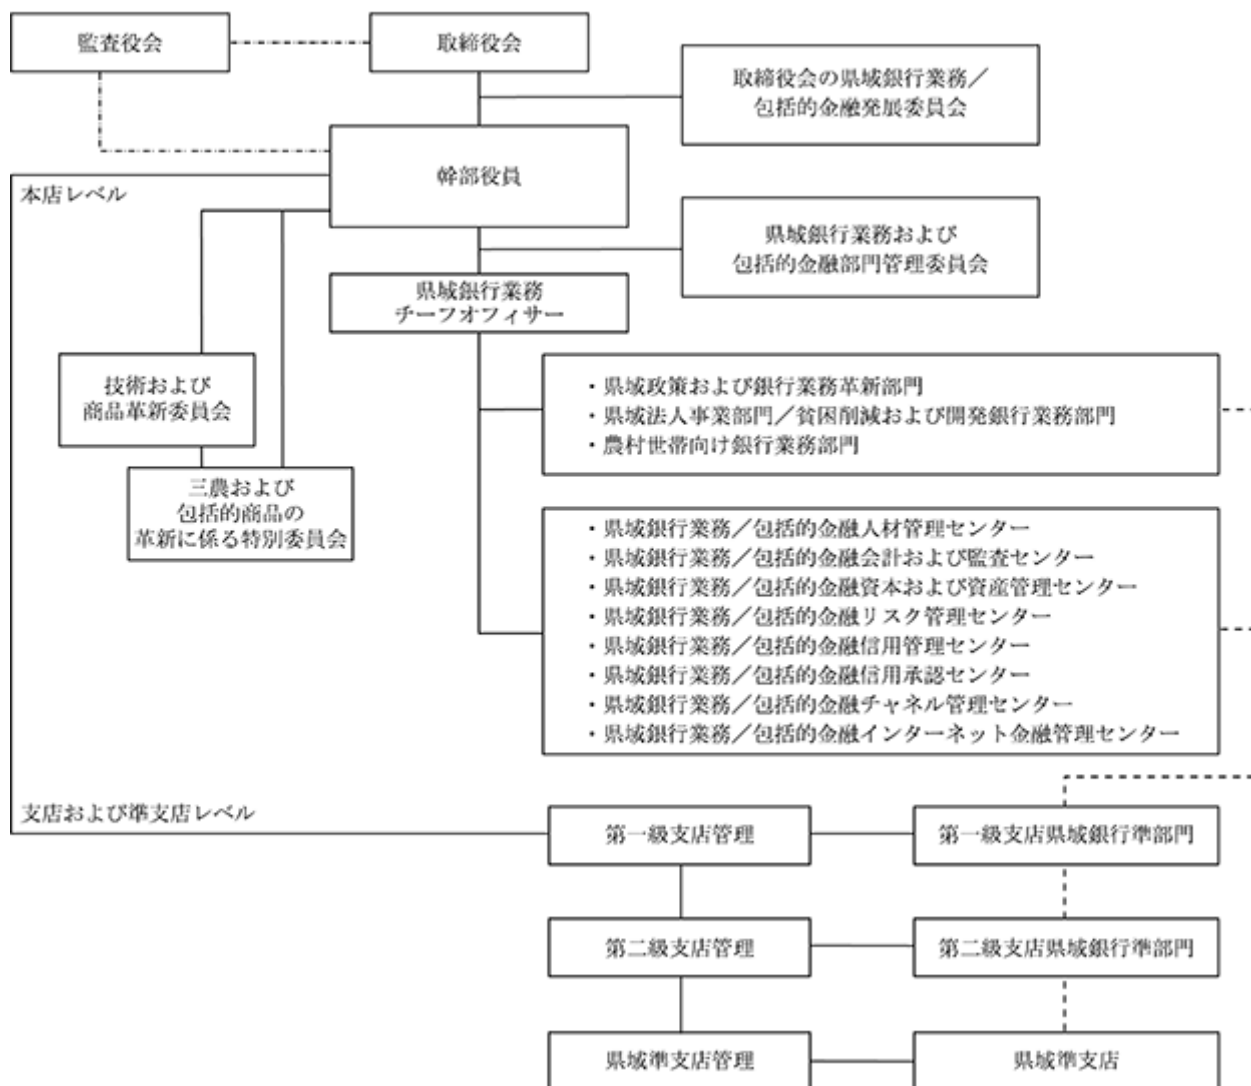 監査役会
取締役会
取締役会の県域銀行業務／
包括的金融発展委員会
幹部役員
本店レベル
県域銀行業務および
包括的金融部門管理委員会
県域銀行業務
チーフオフィサー
技術および
商品革新委員会
・県域政策および銀行業務革新部門
・県域法人事業部門／貧困削減および開発銀行業務部門
・農村世帯向け銀行業務部門
三農および
包括的商品の
革新に係る特別委員会
・県域銀行業務／包括的金融人材管理センター
・県域銀行業務／包括的金融会計および監査センター
・県域銀行業務／包括的金融資本および資産管理センター
・県域銀行業務／包括的金融リスク管理センター
・県域銀行業務／包括的金融信用管理センター
・県域銀行業務／包括的金融信用承認センター
・県域銀行業務／包括的金融チャネル管理センター
・県域銀行業務／包括的金融インターネット金融管理センター
支店および準支店レベル
第一級支店管理
第一級支店県域銀行準部門
第二級支店管理
第二級支店県域銀行準部門
県域準支店管理
県域準支店